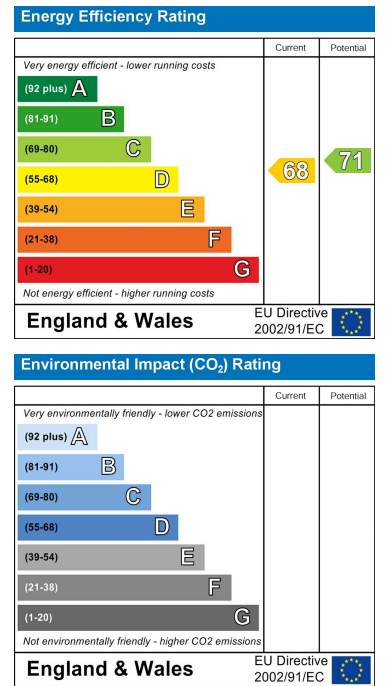 Energy Efficiency Rating
Current Potential
Very energy efficient - lower running costs
(92 plus) A
(81-91) B
(69-80) C
(55-68) D
(39-54) E
(21-38) F
(1-20) G
68 71
Not energy efficient - higher running costs
England & Wales
EU Directive
2002/91/EC
Environmental Impact (CO₂) Rating
Current Potential
Very environmentally friendly - lower CO2 emissions
(92 plus) A
(81-91) B
(69-80) C
(55-68) D
(39-54) E
(21-38) F
(1-20) G
Not environmentally friendly - higher CO2 emissions
England & Wales
EU Directive
2002/91/EC